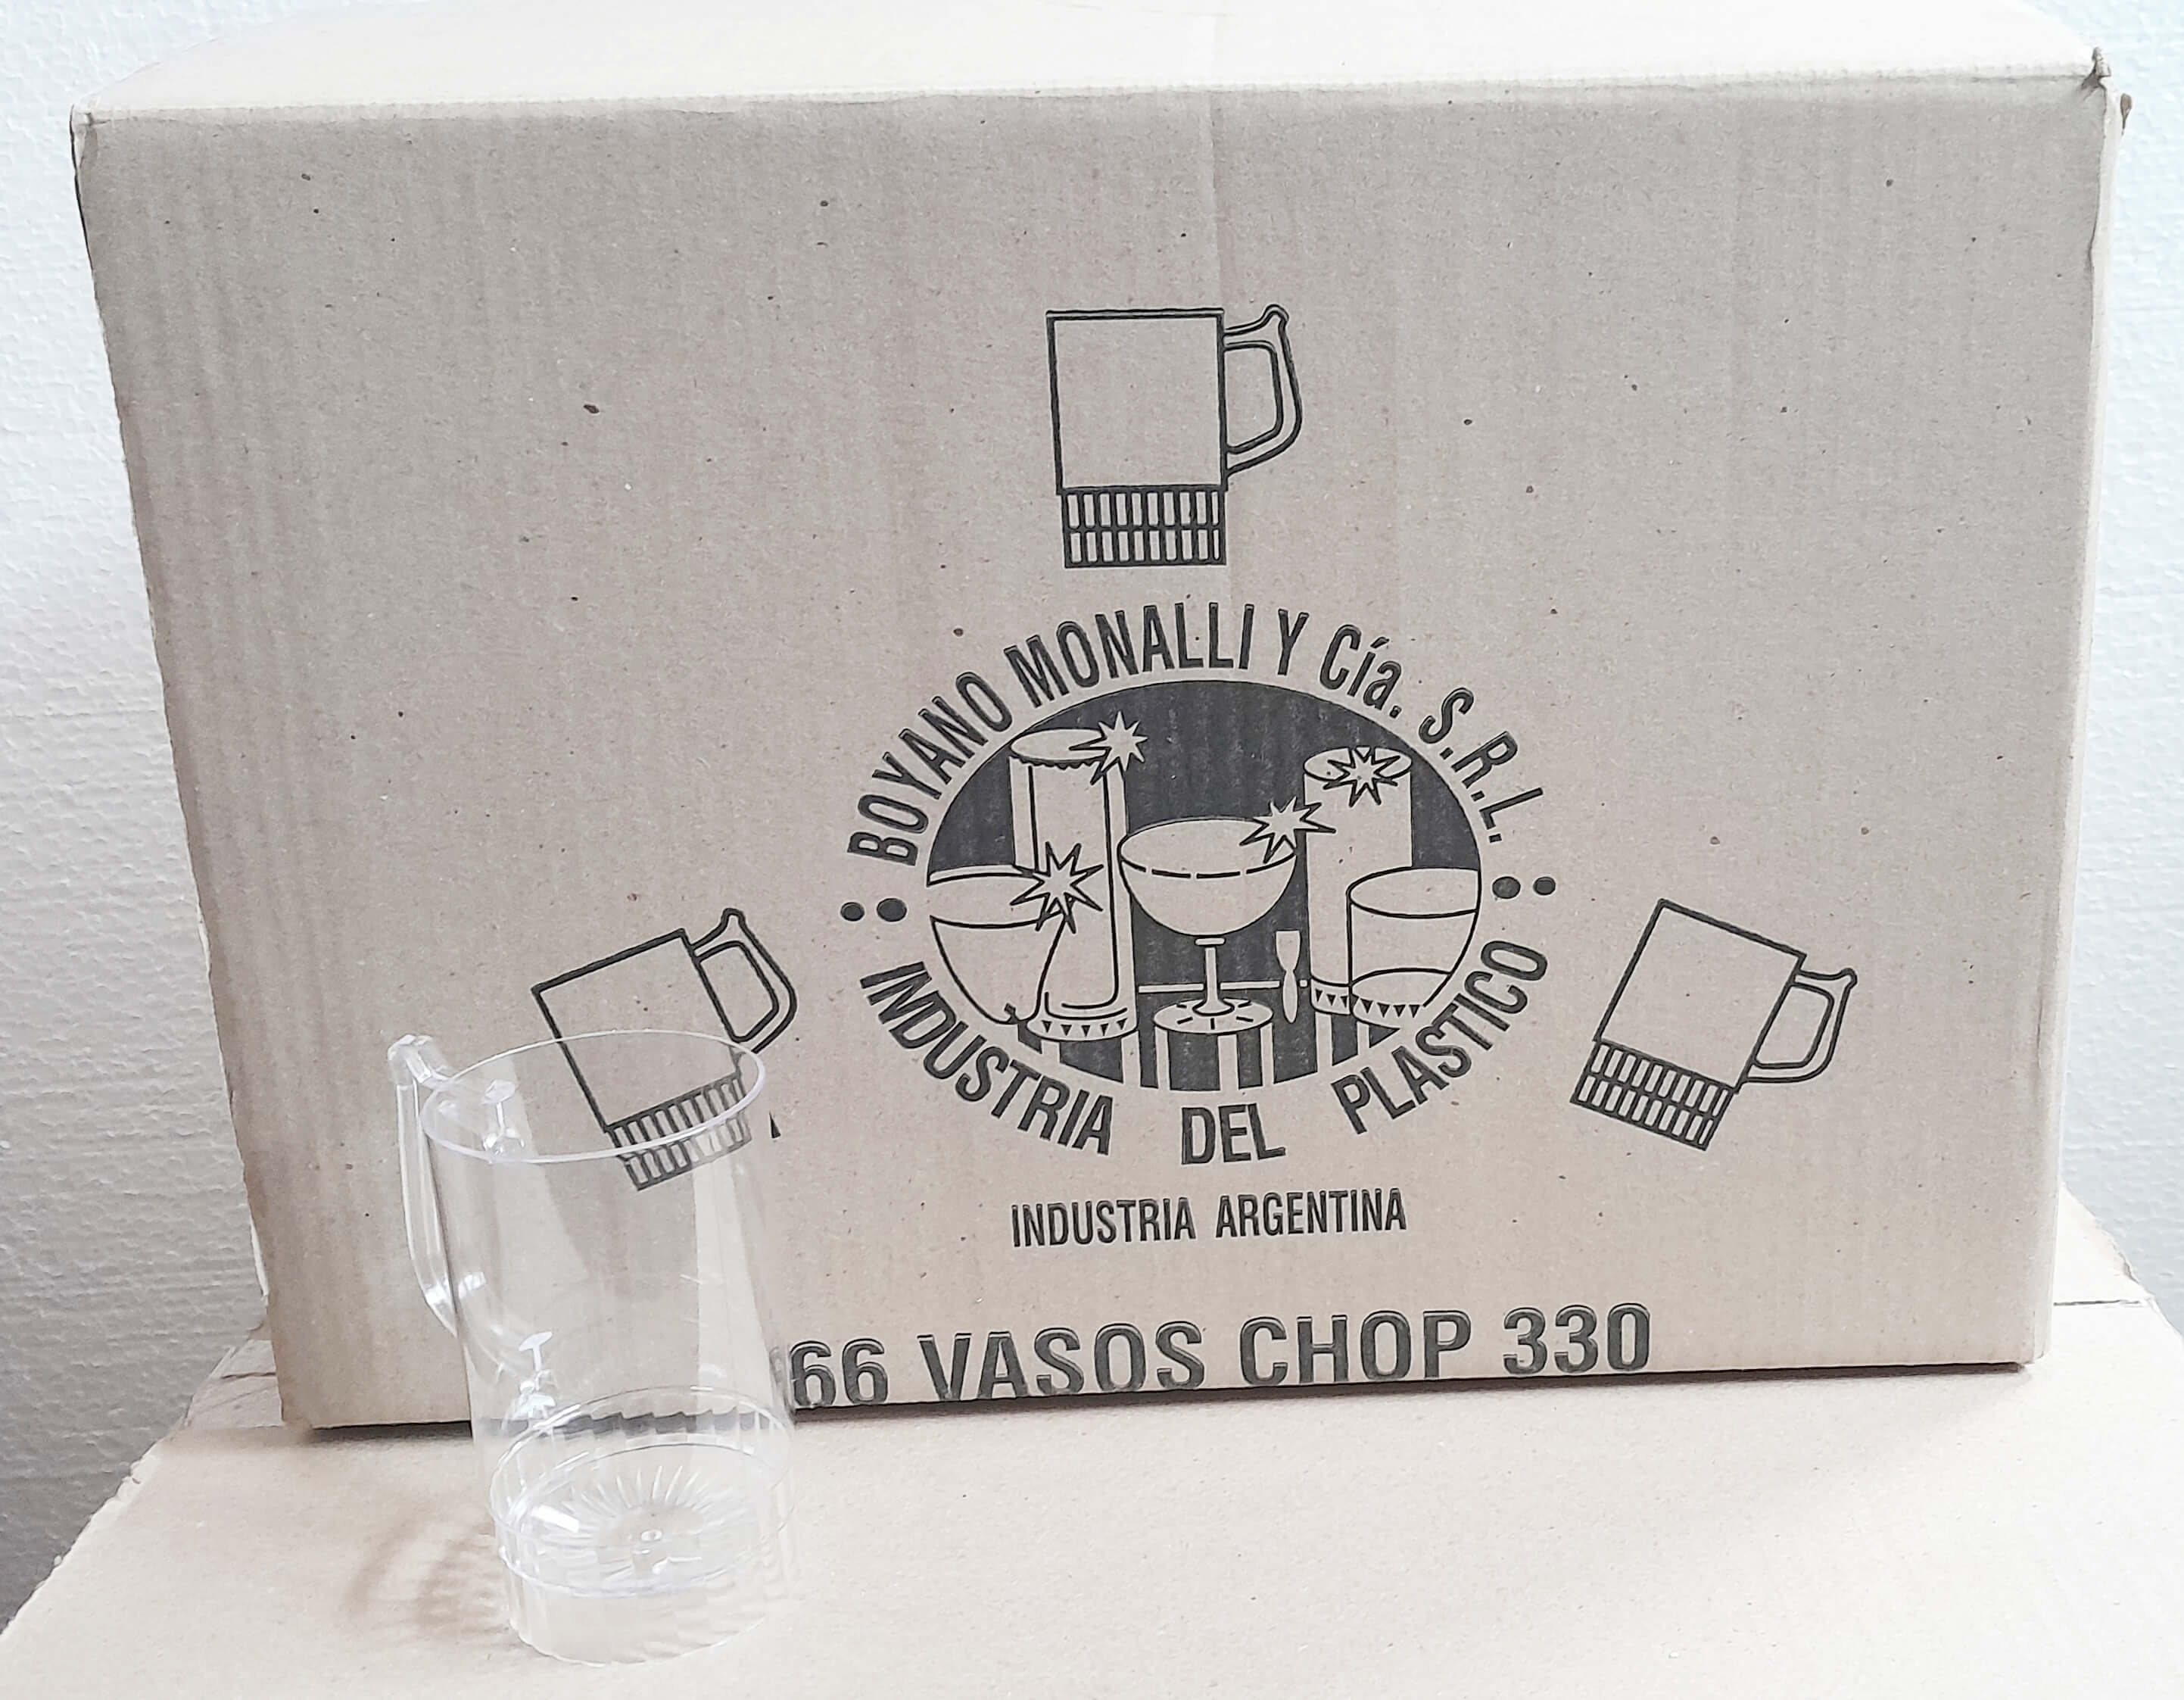 BOYANO MONALLI Y Cía. S.R.L.
INDUSTRIA DEL PLASTICO
INDUSTRIA ARGENTINA
66 VASOS CHOP 330